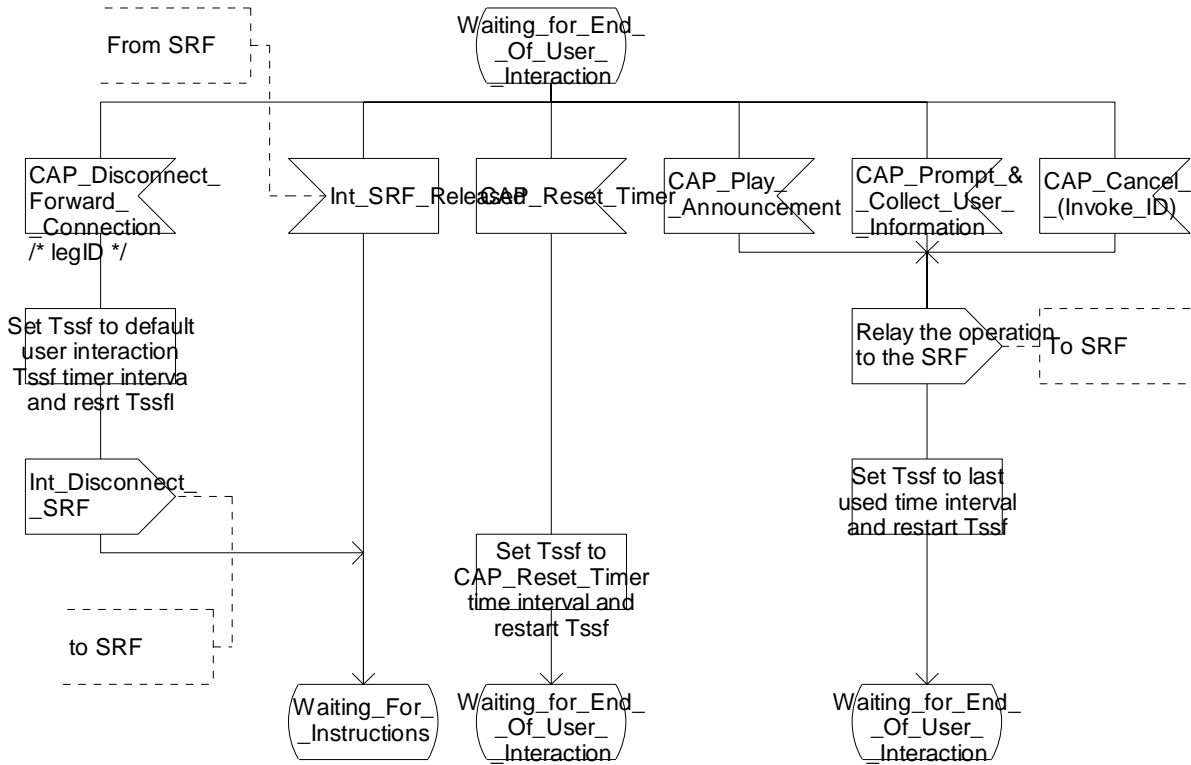 From SRF
Waiting_for_End_
_Of_User_
_Interaction
CAP_Disconnect_
Forward_
_Connection
/* legID */
Int_SRF_Released
CAP_Reset_Timer
CAP_Play_
_Announcement
CAP_Prompt_&
_Collect_User_
_Information
CAP_Cancel_
_(Invoke_ID)
Set Tssf to default
user interaction
Tssf timer interva
and resrt Tssfl
Relay the operation
to the SRF
To SRF
Int_Disconnect_
_SRF
Set Tssf to last
used time interval
and restart Tssf
Set Tssf to
CAP_Reset_Timer
time interval and
restart Tssf
to SRF
Waiting_For_
_Instructions
Waiting_for_End_
_Of_User_
_Interaction
Waiting_for_End_
_Of_User_
_Interaction